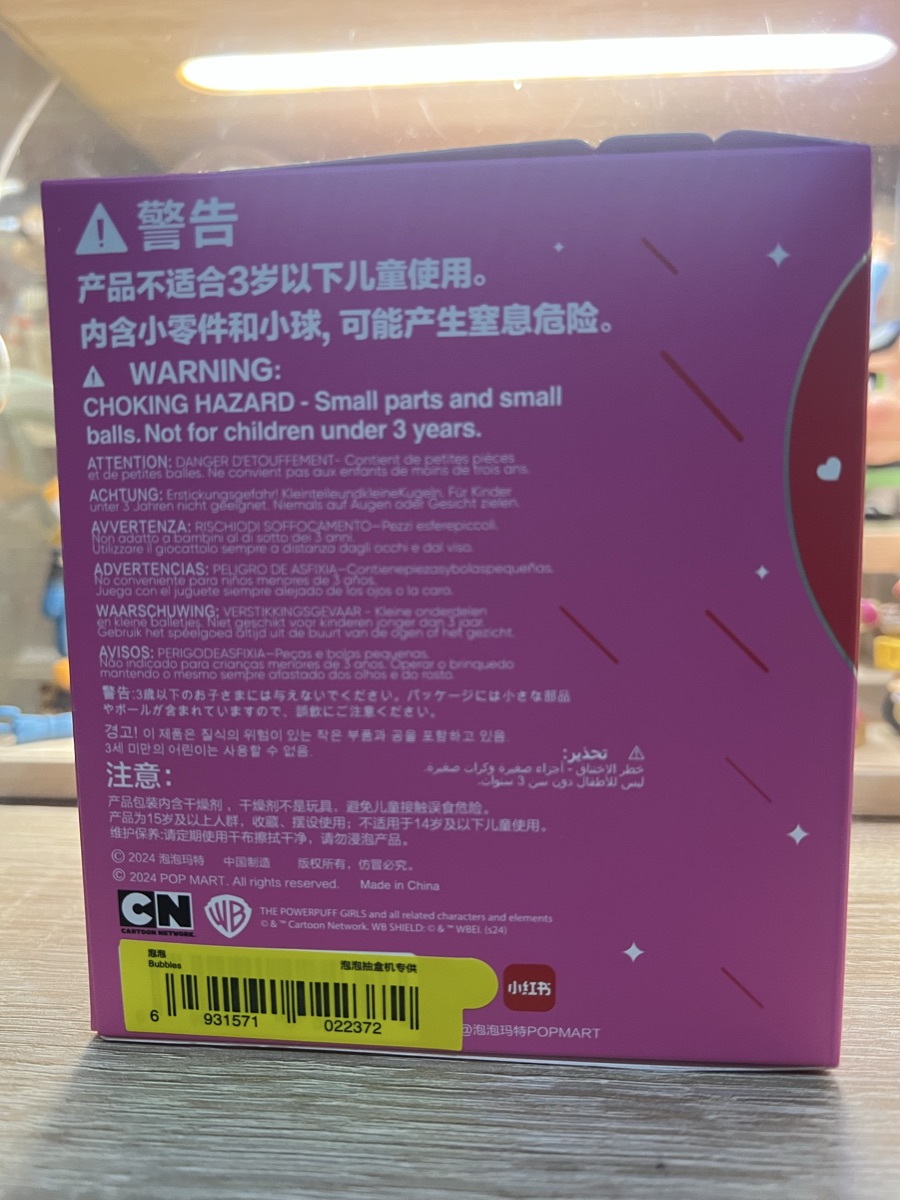 警告
产品不适合3岁以下儿童使用。
内含小零件和小球, 可能产生窒息危险。
WARNING:
CHOKING HAZARD - Small parts and small
balls. Not for children under 3 years.
ATTENTION: DANGER D'ETOUFFEMENT- Contient de petites pièces
et de petites balles. Ne convient pas aux enfants de moins de trois ans.
ACHTUNG: Erstickungsgefahr! KleinteileundkleineKugeln. Für Kinder
unter 3 Jahren nicht geeignet. Niemals auf Augen oder Gesicht zielen.
AVVERTENZA: RISCHIODI SOFFOCAMENTO—Pezzi esferepiccoli.
Non adatto a bambini al di sotto dei 3 anni.
Utilizzare il giocattolo sempre a distanza dagli occhi e dal viso.
ADVERTENCIAS: PELIGRO DE ASFIXIA—Contienepiezasybolaspequeñas.
No conveniente para niños menores de 3 años.
Juega con el juguete siempre alejado de los ojos o la cara.
WAARSCHUWING: VERSTIKKINGSGEVAAR - Kleine onderdelen
en kleine balletjes. Niet geschikt voor kinderen jonger dan 3 jaar.
Gebruik het speelgoed altijd uit de buurt van de ogen of het gezicht.
AVISOS: PERIGODEASFIXIA—Peças e bolas pequenas.
Não indicado para crianças menores de 3 anos. Operar o brinquedo
mantendo o mesmo sempre afastado dos olhos e do rosto.
警告:3歳以下のお子さまには与えないでください。パッケージには小さな部品
やボールが含まれていますので、誤飲にご注意ください。
경고! 이 제품은 질식의 위험이 있는 작은 부품과 공을 포함하고 있음.
3세 미만의 어린이는 사용할 수 없음.
تحذير:
خطر الاختناق - أجزاء صغيرة وكرات صغيرة.
ليس للأطفال دون سن 3 سنوات.
注意:
产品包装内含干燥剂，干燥剂不是玩具，避免儿童接触误食危险。
产品为15岁及以上人群，收藏、摆设使用；不适用于14岁及以下儿童使用。
维护保养:请定期使用干布擦拭干净，请勿浸泡产品。
© 2024 泡泡玛特 中国制造 版权所有，仿冒必究。
© 2024 POP MART. All rights reserved. Made in China
CN
CARTOON NETWORK.
WB
THE POWERPUFF GIRLS and all related characters and elements
© & ™ Cartoon Network. WB SHIELD: © & ™ WBEI. (s24)
泡泡
Bubbles
泡泡抽盒机专供
6 931571 022372
小红书
@泡泡玛特POPMART